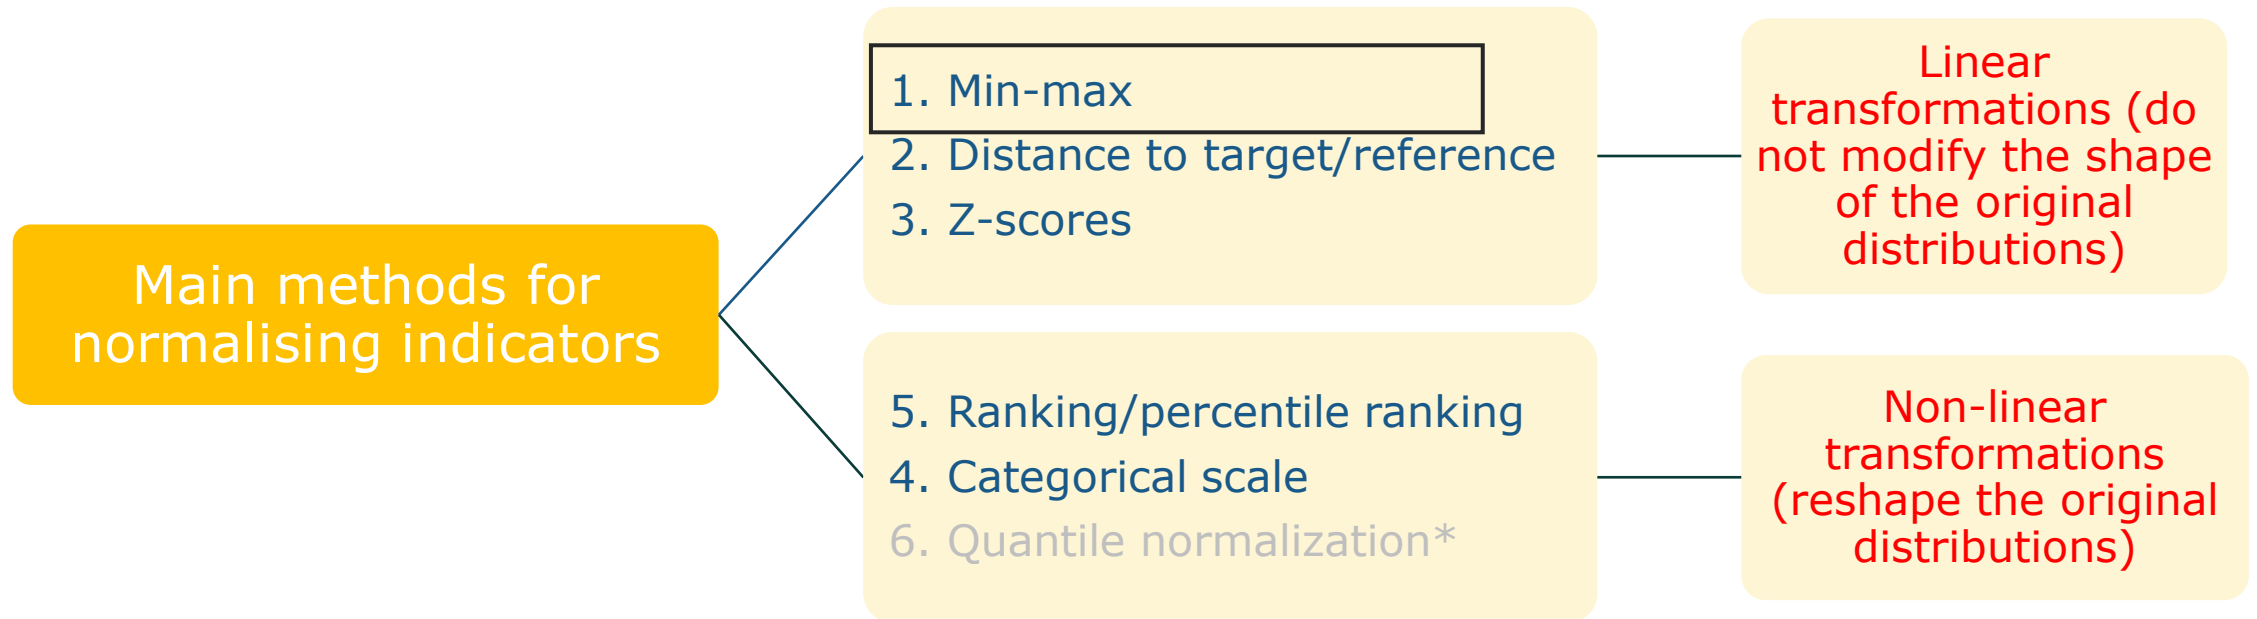 Main methods for
normalising indicators
1. Min-max
2. Distance to target/reference
3. Z-scores
Linear
transformations (do
not modify the shape
of the original
distributions)
5. Ranking/percentile ranking
4. Categorical scale
6. Quantile normalization*
Non-linear
transformations
(reshape the original
distributions)